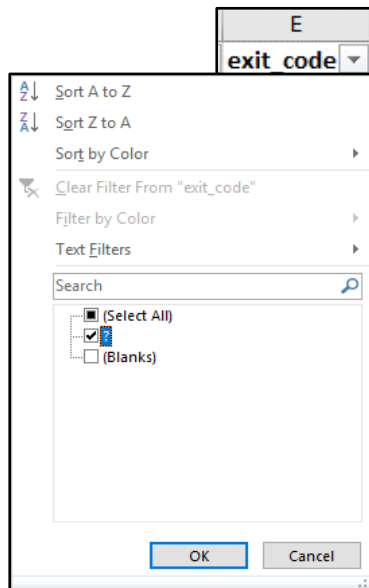 E
exit_code
Sort A to Z
Sort Z to A
Sort by Color
Clear Filter From "exit_code"
Filter by Color
Text Filters
Search
(Select All)
?
(Blanks)
OK Cancel